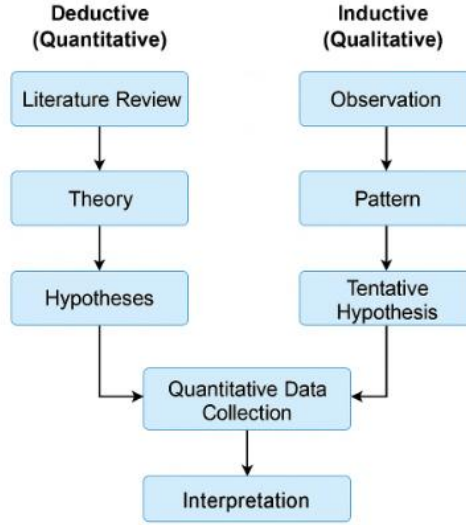 Deductive
(Quantitative)
Inductive
(Qualitative)
Literature Review
Observation
Theory
Pattern
Hypotheses
Tentative
Hypothesis
Quantitative Data
Collection
Interpretation